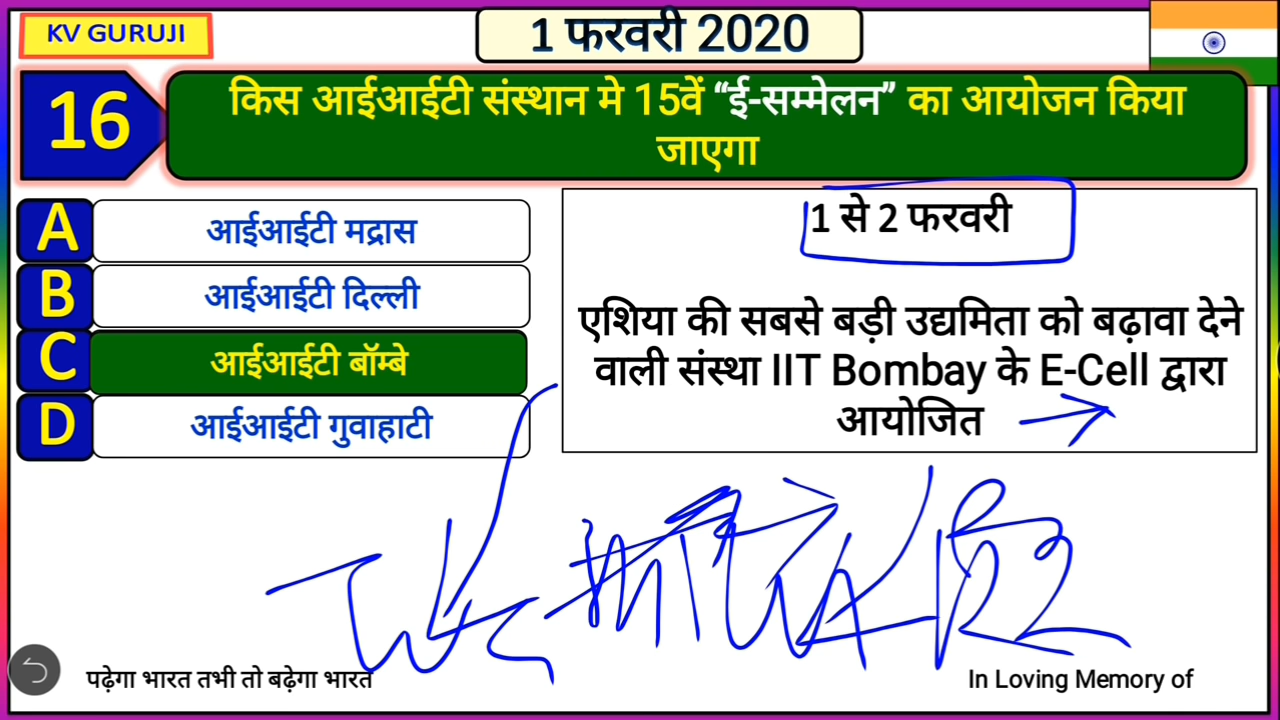 KV GURUJI
1 फरवरी 2020
16
किस आईआईटी संस्थान मे 15वें “ई-सम्मेलन” का आयोजन किया
जाएगा
A
आईआईटी मद्रास
B
आईआईटी दिल्ली
C
आईआईटी बॉम्बे
D
आईआईटी गुवाहाटी
1 से 2 फरवरी
एशिया की सबसे बड़ी उद्यमिता को बढ़ावा देने
वाली संस्था IIT Bombay के E-Cell द्वारा
आयोजित
पढ़ेगा भारत तभी तो बढ़ेगा भारत
In Loving Memory of